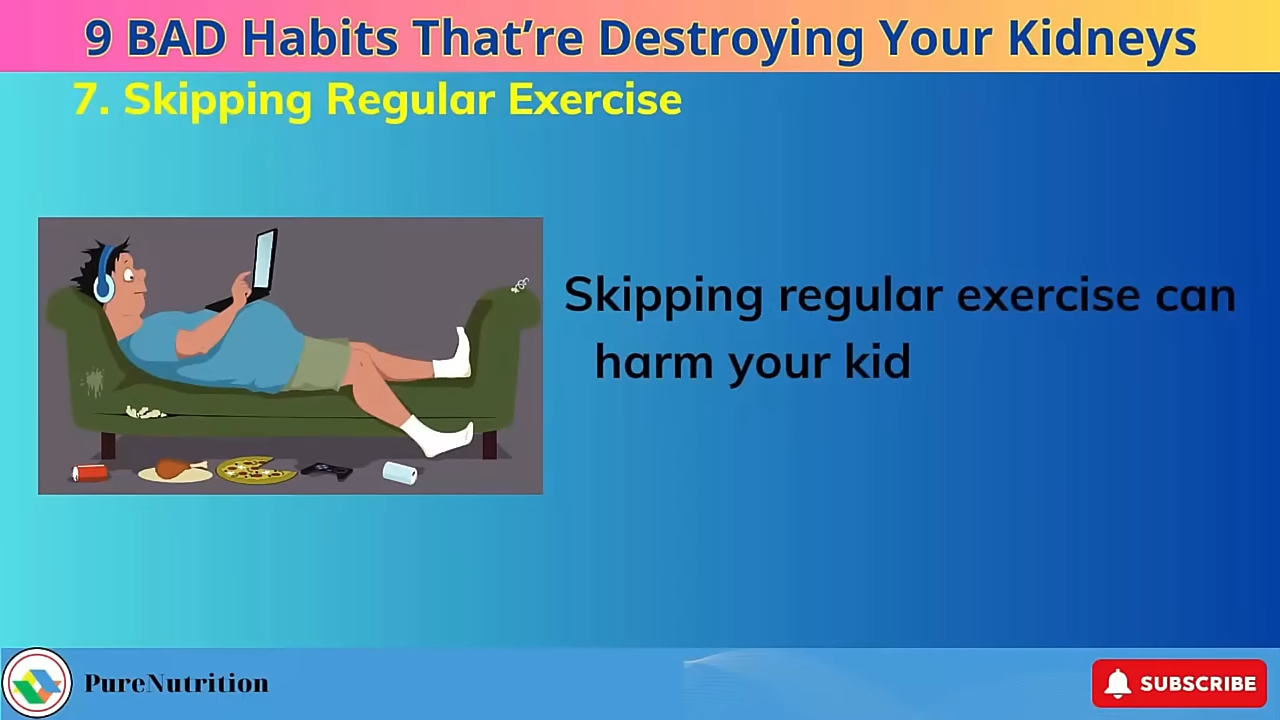 9 BAD Habits That’re Destroying Your Kidneys
7. Skipping Regular Exercise
Skipping regular exercise can
harm your kid
PureNutrition
SUBSCRIBE